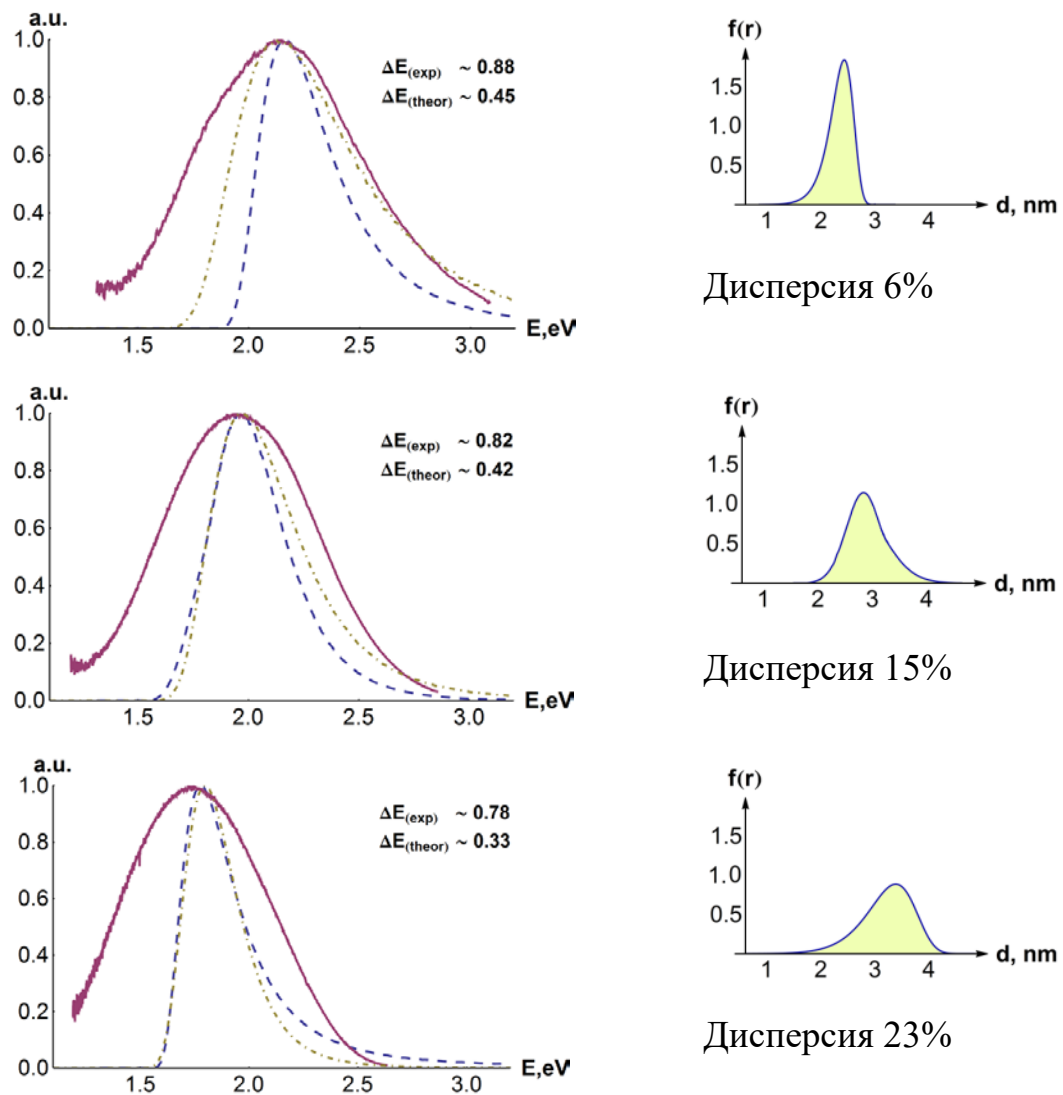 a.u.
1.0
0.8
0.6
0.4
0.2
0.0
ΔE(exp) ~ 0.88
ΔE(theor) ~ 0.45
1.5 2.0 2.5 3.0
E,eV
f(r)
1.5
1.0
0.5
1 2 3 4
d, nm
Дисперсия 6%
a.u.
1.0
0.8
0.6
0.4
0.2
0.0
ΔE(exp) ~ 0.82
ΔE(theor) ~ 0.42
1.5 2.0 2.5 3.0
E,eV
f(r)
1.5
1.0
0.5
1 2 3 4
d, nm
Дисперсия 15%
a.u.
1.0
0.8
0.6
0.4
0.2
0.0
ΔE(exp) ~ 0.78
ΔE(theor) ~ 0.33
1.5 2.0 2.5 3.0
E,eV
f(r)
1.5
1.0
0.5
1 2 3 4
d, nm
Дисперсия 23%